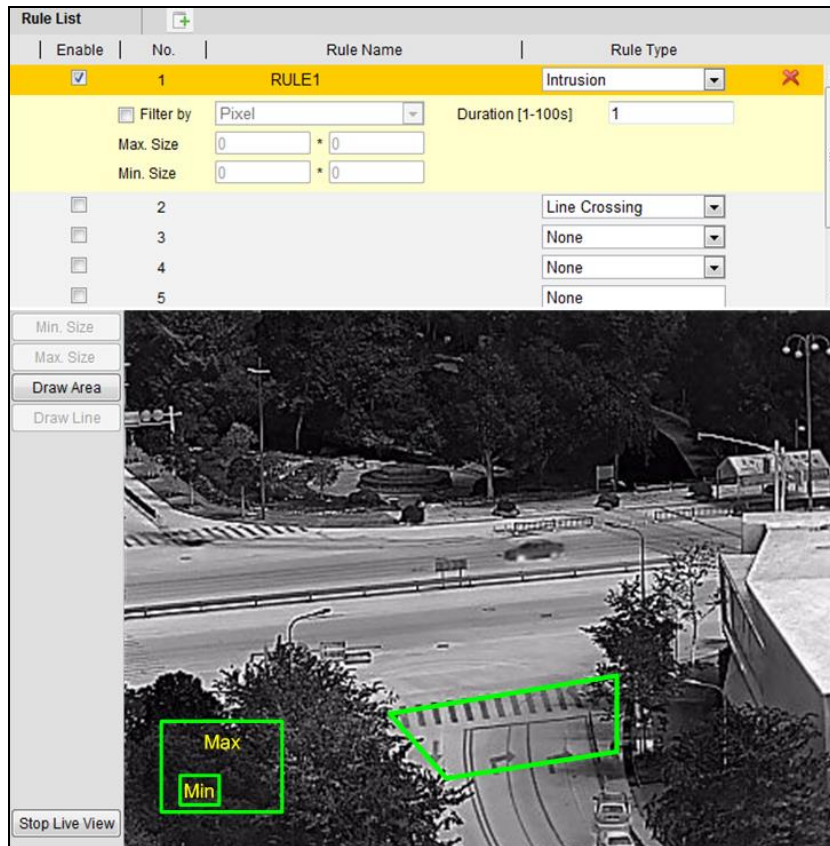 Rule List
Enable No. Rule Name Rule Type
1 RULE1 Intrusion
Filter by Pixel Duration [1-100s] 1
Max. Size 0 * 0
Min. Size 0 * 0
2 Line Crossing
3 None
4 None
5 None
Min. Size
Max. Size
Draw Area
Draw Line
Max
Min
Stop Live View